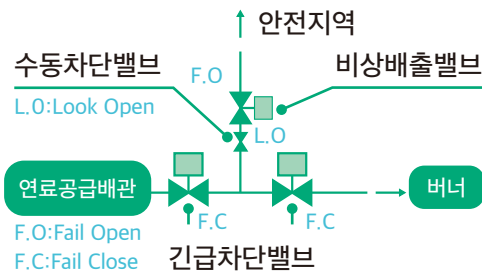 안전지역
수동차단밸브
F.O
비상배출밸브
L.O:Look Open
L.O
연료공급배관
버너
F.C
F.C
F.O:Fail Open
F.C:Fail Close
긴급차단밸브